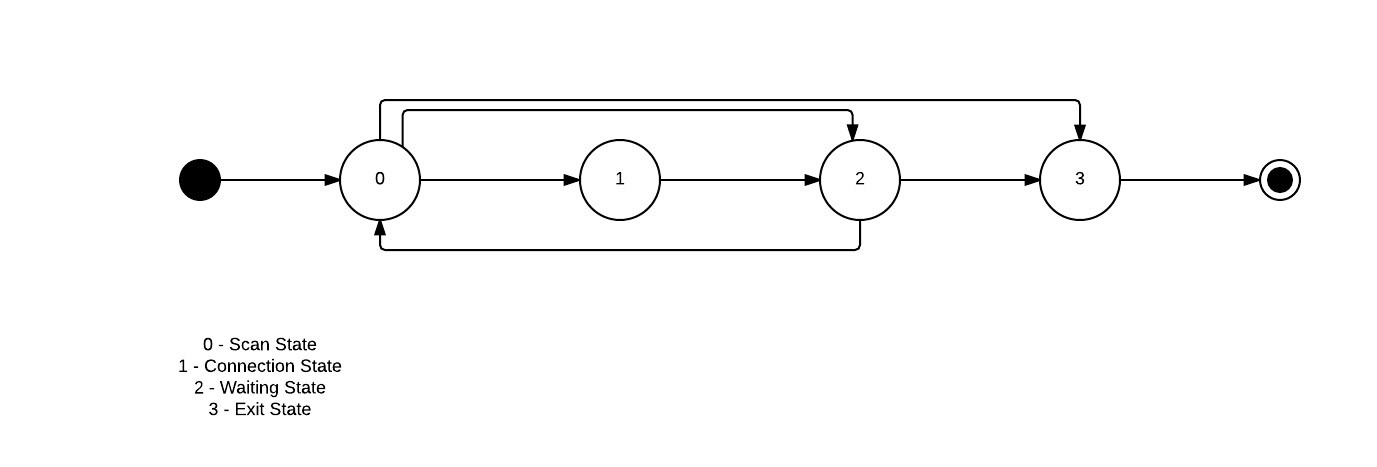 0
1
2
3
0 - Scan State
1 - Connection State
2 - Waiting State
3 - Exit State